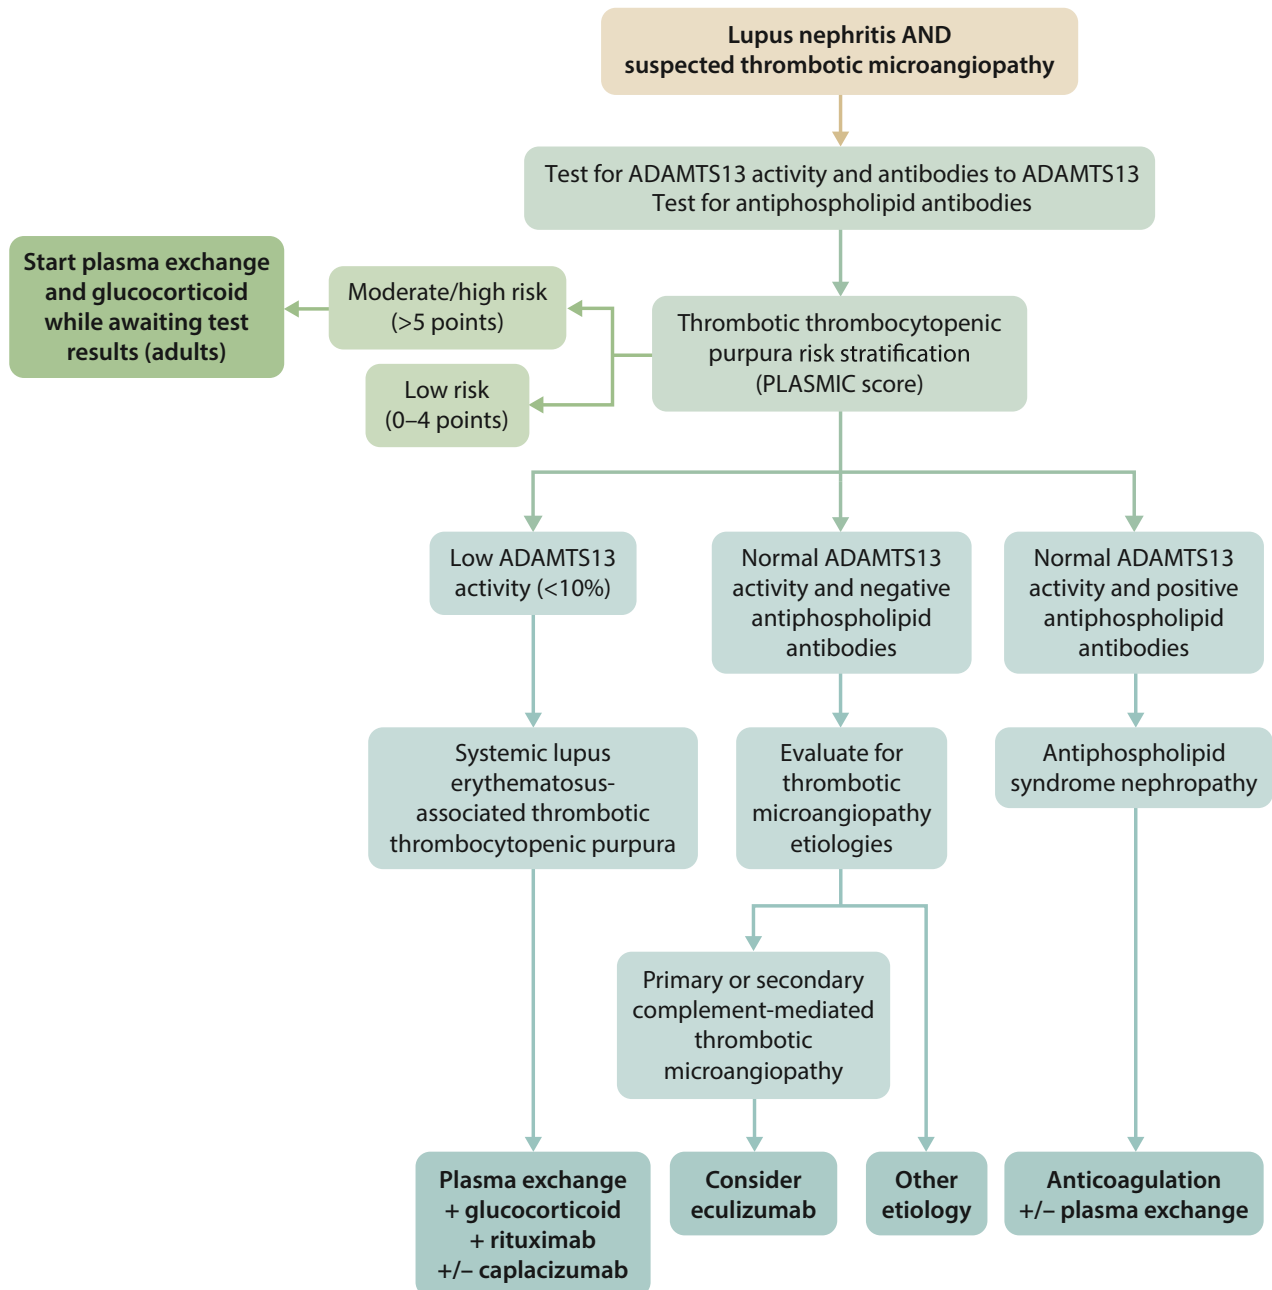 Lupus nephritis AND
suspected thrombotic microangiopathy
Test for ADAMTS13 activity and antibodies to ADAMTS13
Test for antiphospholipid antibodies
Start plasma exchange
and glucocorticoid
while awaiting test
results (adults)
Moderate/high risk
(>5 points)
Low risk
(0–4 points)
Thrombotic thrombocytopenic
purpura risk stratification
(PLASMIC score)
Low ADAMTS13
activity (<10%)
Normal ADAMTS13
activity and negative
antiphospholipid
antibodies
Normal ADAMTS13
activity and positive
antiphospholipid
antibodies
Systemic lupus
erythematosus-
associated thrombotic
thrombocytopenic purpura
Evaluate for
thrombotic
microangiopathy
etiologies
Antiphospholipid
syndrome nephropathy
Primary or secondary
complement-mediated
thrombotic
microangiopathy
Plasma exchange
+ glucocorticoid
+ rituximab
+/– caplacizumab
Consider
eculizumab
Other
etiology
Anticoagulation
+/– plasma exchange